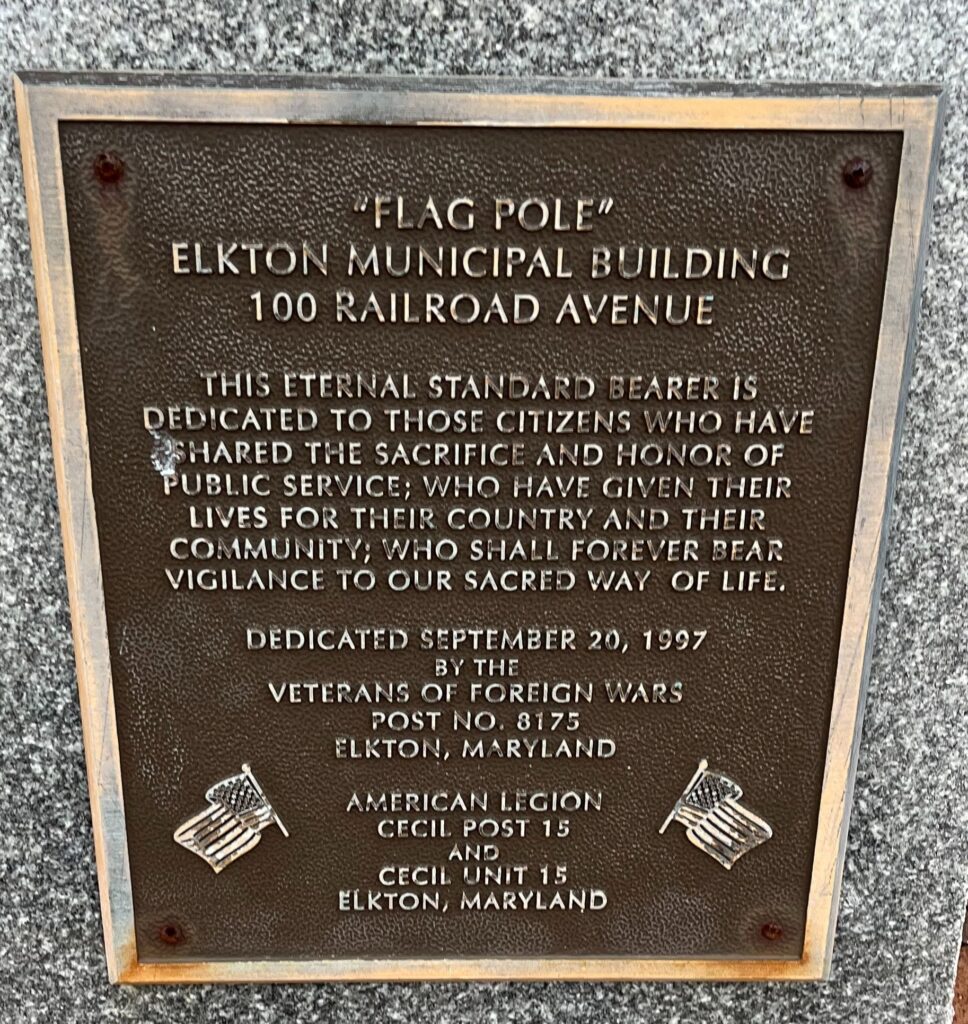 "FLAG POLE"
ELKTON MUNICIPAL BUILDING
100 RAILROAD AVENUE
THIS ETERNAL STANDARD BEARER IS
DEDICATED TO THOSE CITIZENS WHO HAVE
SHARED THE SACRIFICE AND HONOR OF
PUBLIC SERVICE; WHO HAVE GIVEN THEIR
LIVES FOR THEIR COUNTRY AND THEIR
COMMUNITY; WHO SHALL FOREVER BEAR
VIGILANCE TO OUR SACRED WAY OF LIFE.
DEDICATED SEPTEMBER 20, 1997
BY THE
VETERANS OF FOREIGN WARS
POST NO. 8175
ELKTON, MARYLAND
AMERICAN LEGION
CECIL POST 15
AND
CECIL UNIT 15
ELKTON, MARYLAND